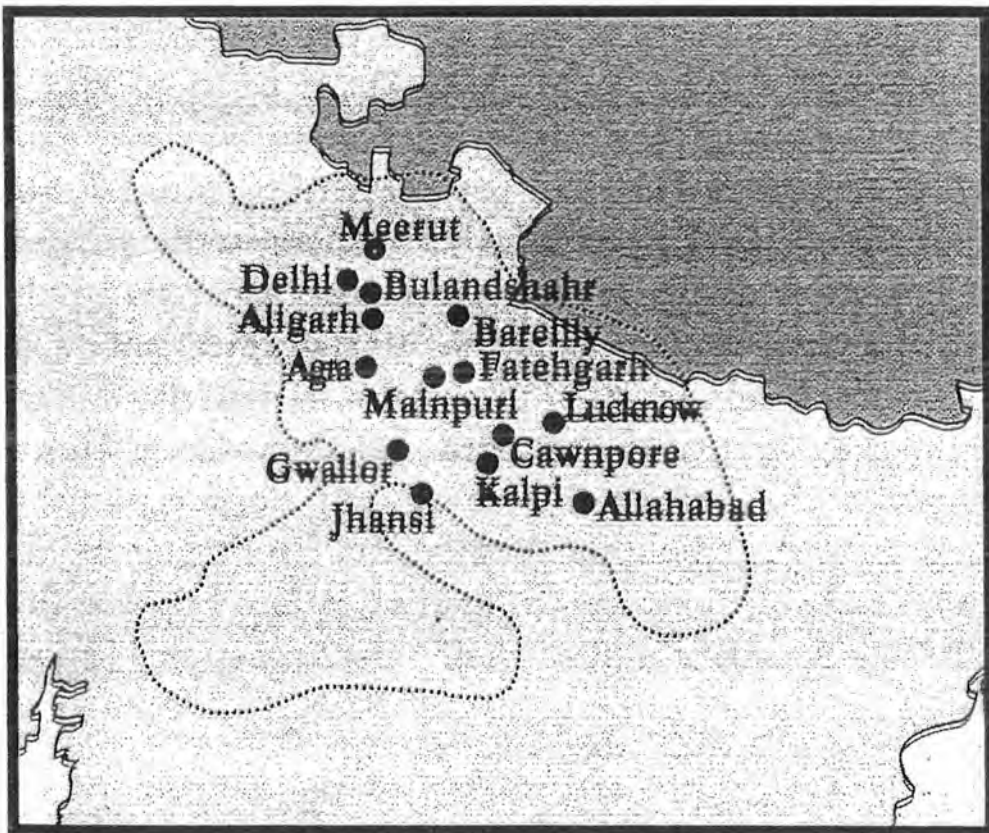 Meerut
Delhi
Bulandshahr
Aligarh
Bareilly
Agra
Fatehgarh
Mainpuri
Lucknow
Cawnpore
Gwalior
Kalpi
Allahabad
Jhansi